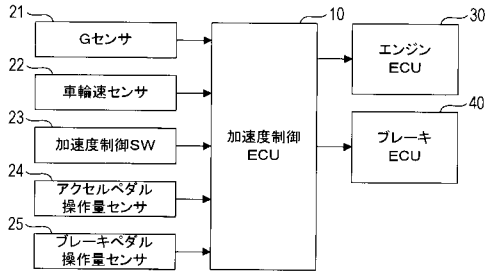 21
Gセンサ
22
車輪速センサ
23
加速度制御SW
24
アクセルペダル
操作量センサ
25
ブレーキペダル
操作量センサ
10
加速度制御
ECU
30
エンジン
ECU
40
ブレーキ
ECU